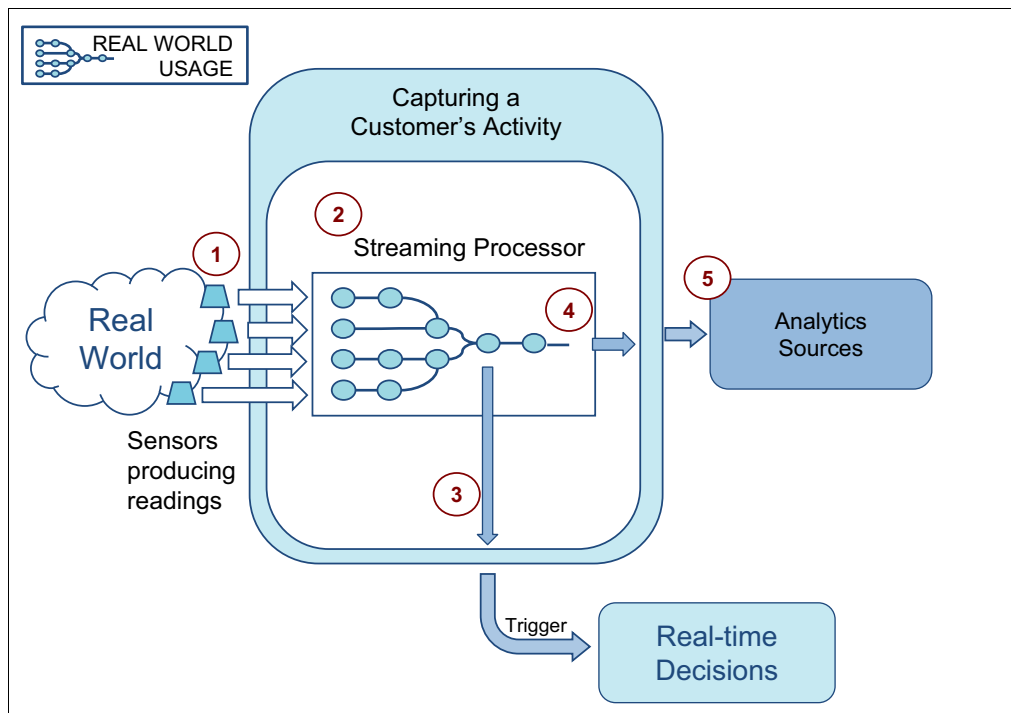 REAL WORLD
USAGE
Capturing a
Customer's Activity
1
2
Streaming Processor
Real
World
4
5
Analytics
Sources
Sensors
producing
readings
3
Trigger
Real-time
Decisions